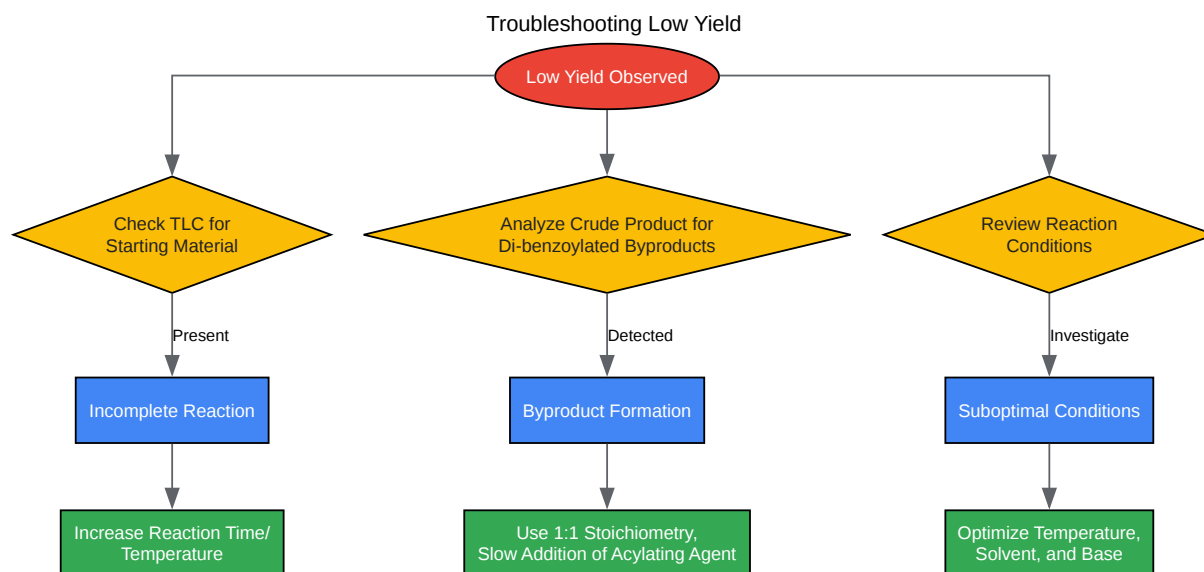 Troubleshooting Low Yield
Low Yield Observed
Check TLC for
Starting Material
Analyze Crude Product for
Di-benzoylated Byproducts
Review Reaction
Conditions
Present
Detected
Investigate
Incomplete Reaction
Byproduct Formation
Suboptimal Conditions
Increase Reaction Time/
Temperature
Use 1:1 Stoichiometry,
Slow Addition of Acylating Agent
Optimize Temperature,
Solvent, and Base